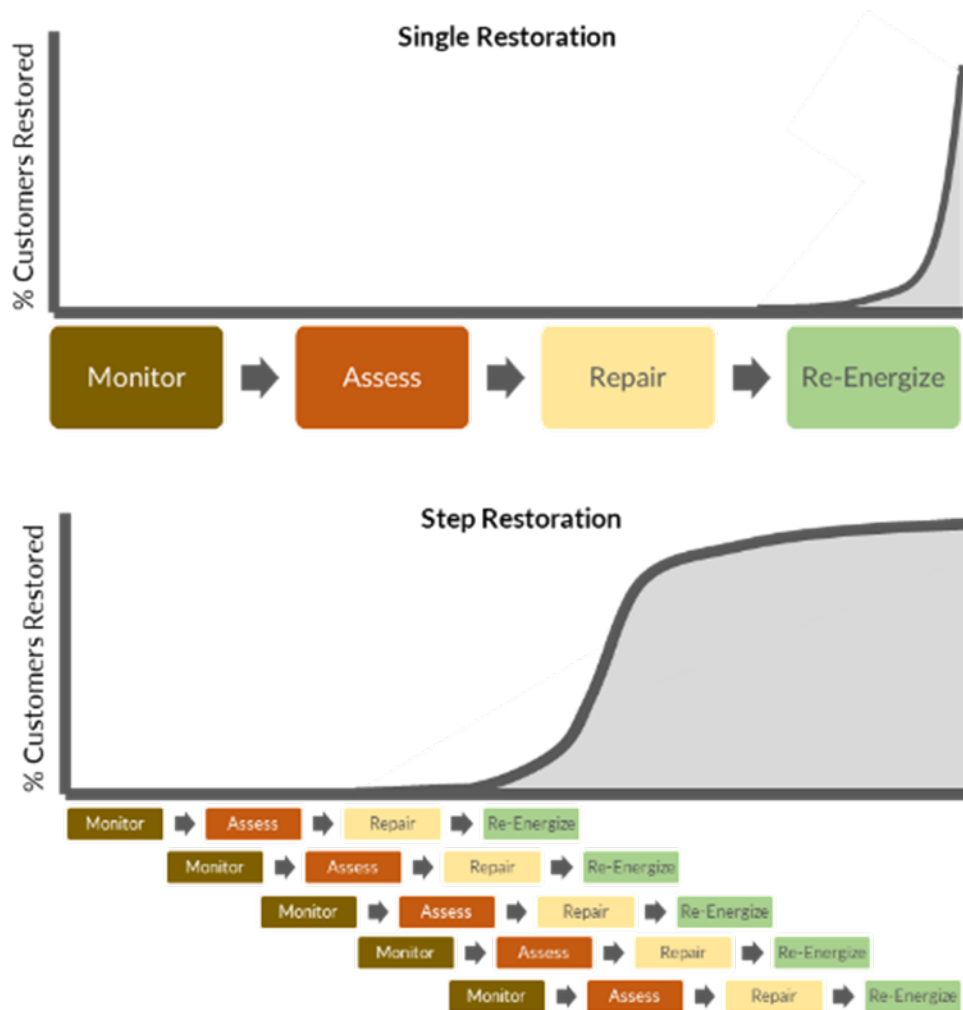 Single Restoration
% Customers Restored
Monitor Assess Repair Re-Energize
Step Restoration
% Customers Restored
Monitor Assess Repair Re-Energize
Monitor Assess Repair Re-Energize
Monitor Assess Repair Re-Energize
Monitor Assess Repair Re-Energize
Monitor Assess Repair Re-Energize